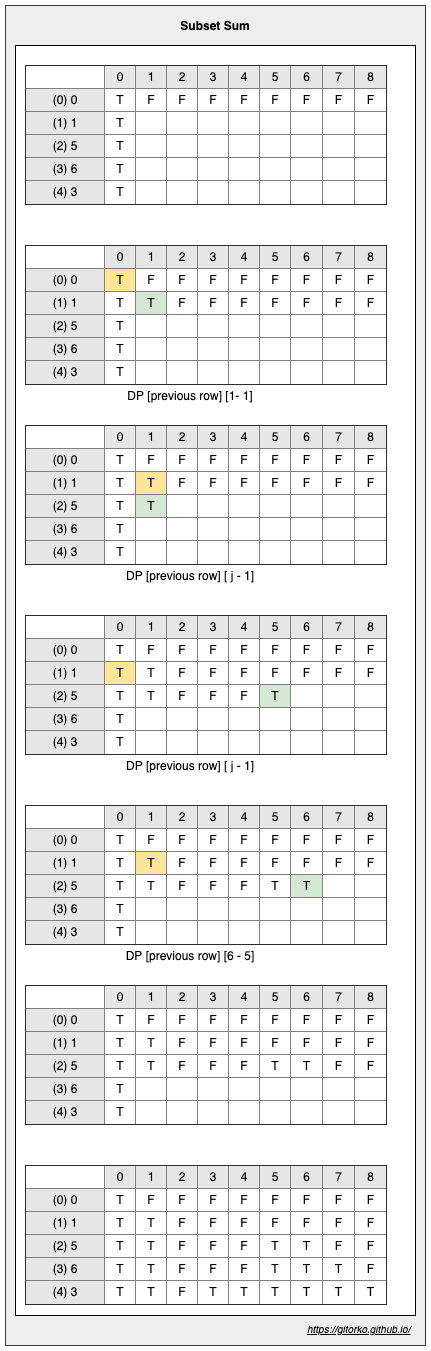 Subset Sum
0 1 2 3 4 5 6 7 8
(0) 0 T F F F F F F F F
(1) 1 T
(2) 5 T
(3) 6 T
(4) 3 T
0 1 2 3 4 5 6 7 8
(0) 0 T F F F F F F F F
(1) 1 T T F F F F F F F
(2) 5 T
(3) 6 T
(4) 3 T
DP [previous row] [1- 1]
0 1 2 3 4 5 6 7 8
(0) 0 T F F F F F F F F
(1) 1 T T F F F F F F F
(2) 5 T T
(3) 6 T
(4) 3 T
DP [previous row] [ j - 1]
0 1 2 3 4 5 6 7 8
(0) 0 T F F F F F F F F
(1) 1 T T F F F F F F F
(2) 5 T T F F F T
(3) 6 T
(4) 3 T
DP [previous row] [ j - 1]
0 1 2 3 4 5 6 7 8
(0) 0 T F F F F F F F F
(1) 1 T T F F F F F F F
(2) 5 T T F F F T T
(3) 6 T
(4) 3 T
DP [previous row] [6 - 5]
0 1 2 3 4 5 6 7 8
(0) 0 T F F F F F F F F
(1) 1 T T F F F F F F F
(2) 5 T T F F F T T F F
(3) 6 T
(4) 3 T
0 1 2 3 4 5 6 7 8
(0) 0 T F F F F F F F F
(1) 1 T T F F F F F F F
(2) 5 T T F F F T T F F
(3) 6 T T F F F T T T F
(4) 3 T T F T T T T T T
https://gitorko.github.io/